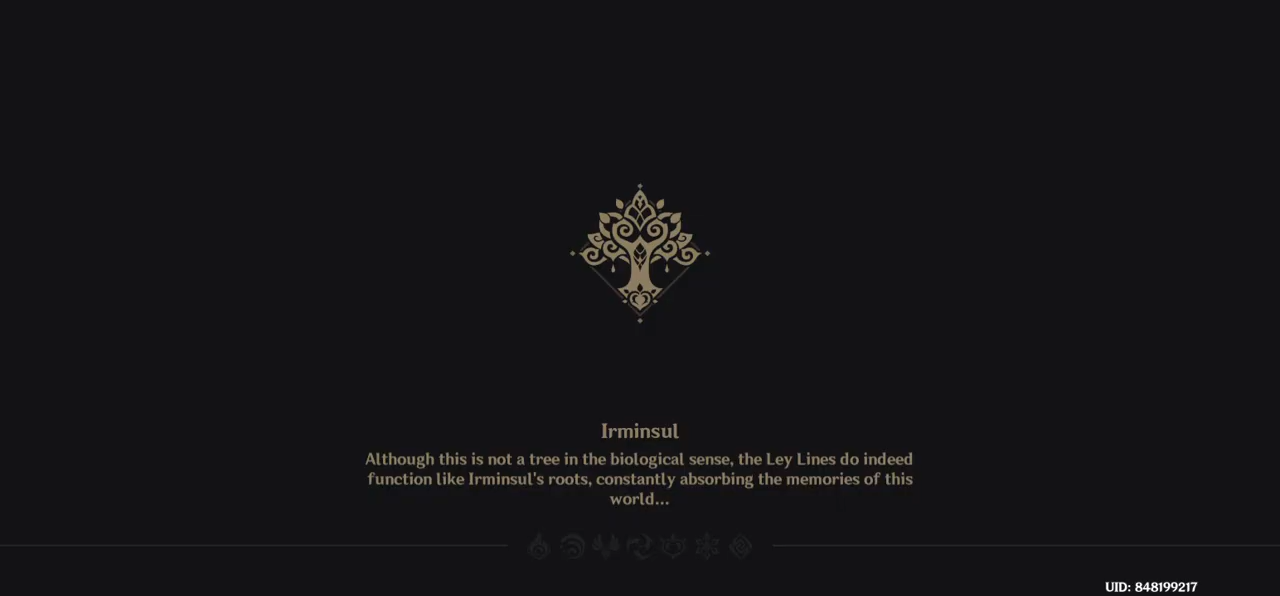 Irminsul
Although this is not a tree in the biological sense, the Ley Lines do indeed
function like Irminsul's roots, constantly absorbing the memories of this
world...
UID: 848199217